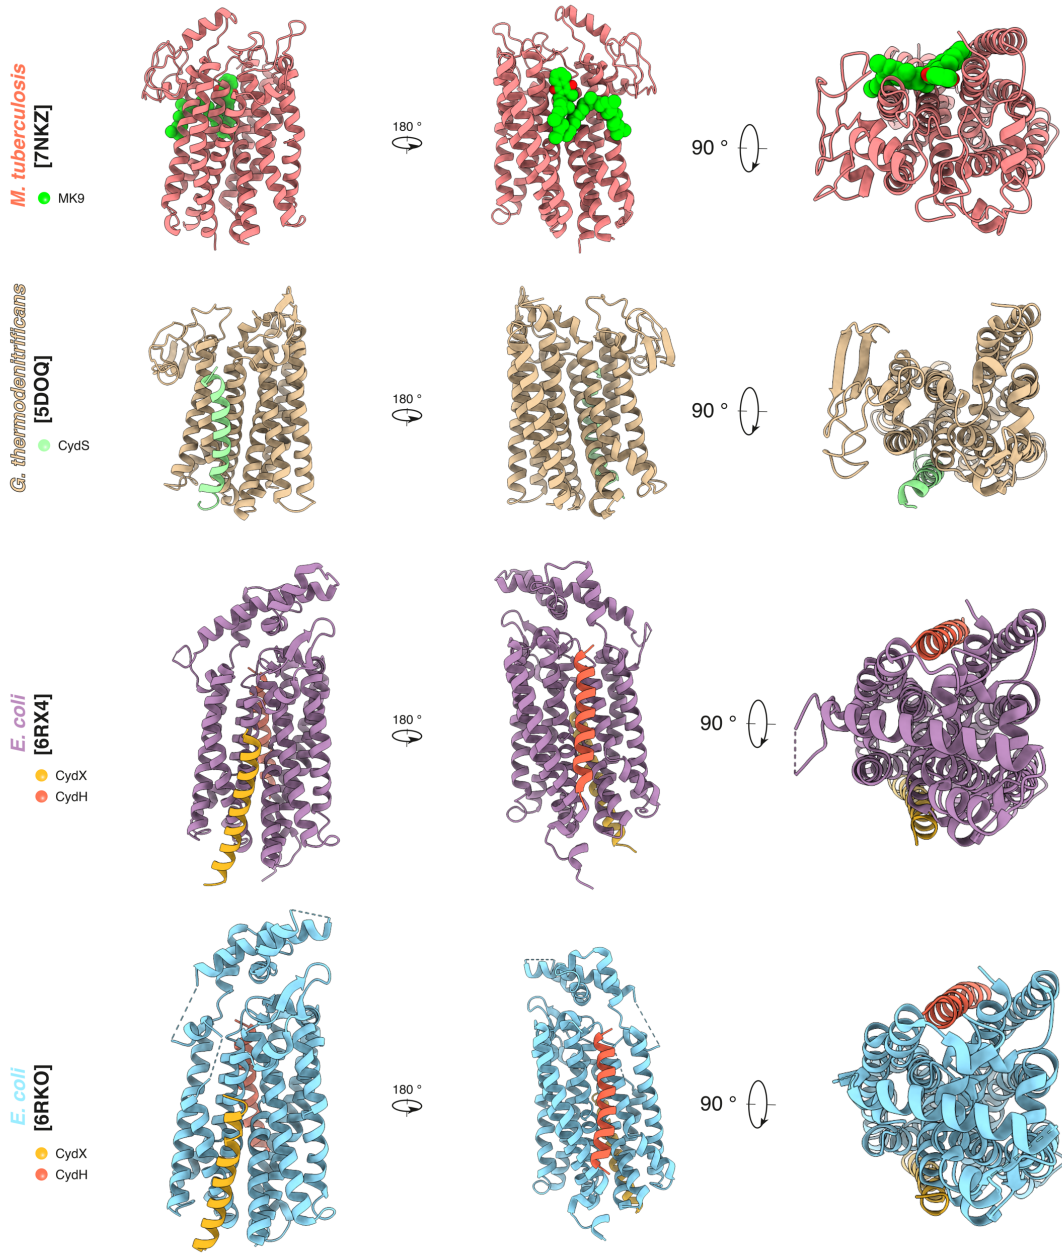 M. tuberculosis
[7NKZ]
MK9
180 °
90 °
G. thermodenitrificans
[5DOQ]
CydS
180 °
90 °
E. coli
[6RX4]
CydX
CydH
180 °
90 °
E. coli
[6RKO]
CydX
CydH
180 °
90 °